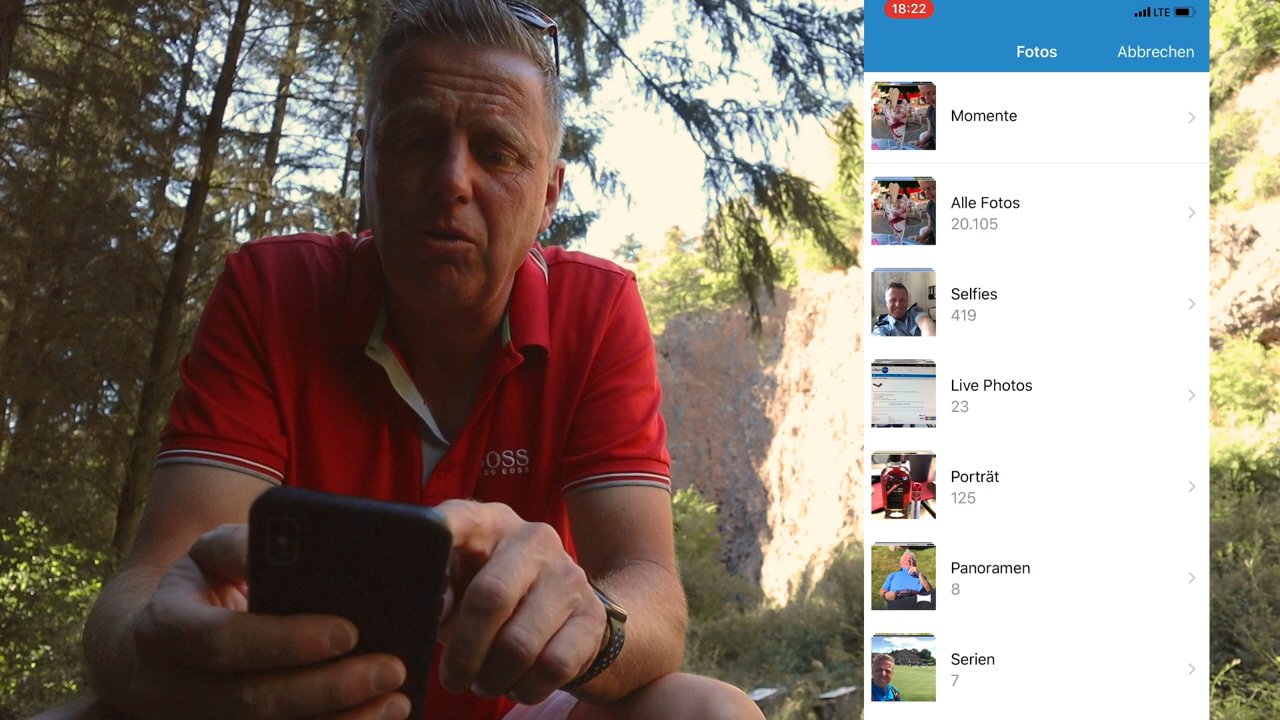 18:22
LTE
Fotos
Abbrechen
Momente
Alle Fotos
20.105
Selfies
419
Live Photos
23
Porträt
125
Panoramen
8
Serien
7
BOSS